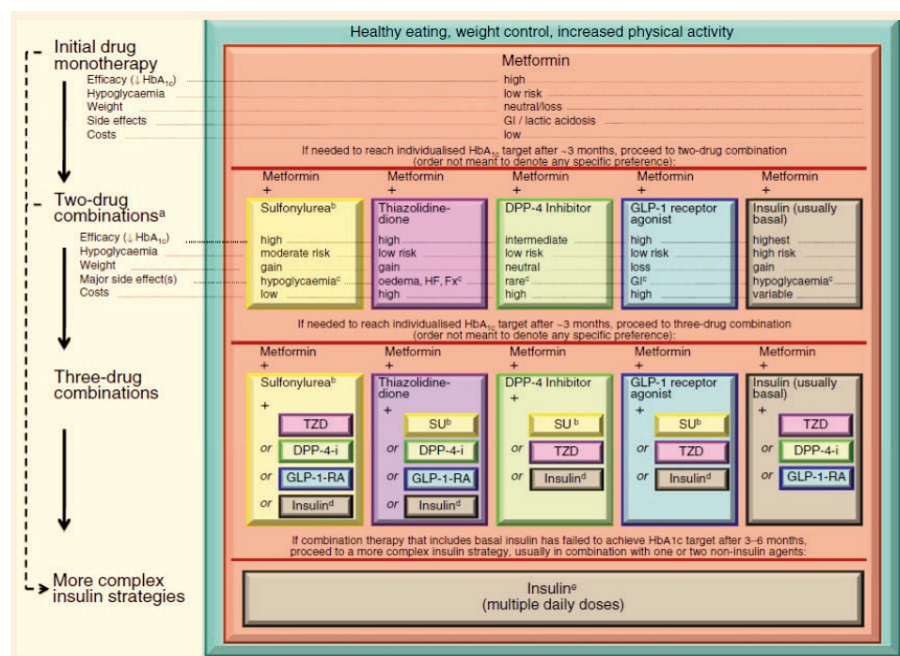 Healthy eating, weight control, increased physical activity
Initial drug
monotherapy
Metformin
Efficacy (↓ HbA1c) high
Hypoglycaemia low risk
Weight neutral/loss
Side effects GI / lactic acidosis
Costs low
If needed to reach individualised HbA1c target after ~3 months, proceed to two-drug combination
(order not meant to denote any specific preference):
Metformin Metformin Metformin Metformin Metformin
+ + + + +
Two-drug
combinationsa
Sulfonylureab Thiazolidine- DPP-4 Inhibitor GLP-1 receptor Insulin (usually
dione agonist basal)
Efficacy (↓ HbA1c) high high intermediate high highest
Hypoglycaemia moderate risk low risk low risk low risk high risk
Weight gain gain neutral loss gain
Major side effect(s) hypoglycaemiac oedema, HF, Fxc rarec GIc hypoglycaemiac
Costs low high high high variable
If needed to reach individualised HbA1c target after ~3 months, proceed to three-drug combination
(order not meant to denote any specific preference):
Metformin Metformin Metformin Metformin Metformin
+ + + + +
Three-drug
combinations
Sulfonylureab Thiazolidine- DPP-4 Inhibitor GLP-1 receptor Insulin (usually
dione agonist basal)
+ + + + +
TZD SUb SU b SUb TZD
or DPP-4-i or DPP-4-i or TZD or TZD or DPP-4-i
or GLP-1-RA or GLP-1-RA or Insulind or Insulind or GLP-1-RA
or Insulind or Insulind
If combination therapy that includes basal insulin has failed to achieve HbA1c target after 3–6 months,
proceed to a more complex insulin strategy, usually in combination with one or two non-insulin agents:
More complex
insulin strategies
Insuline
(multiple daily doses)